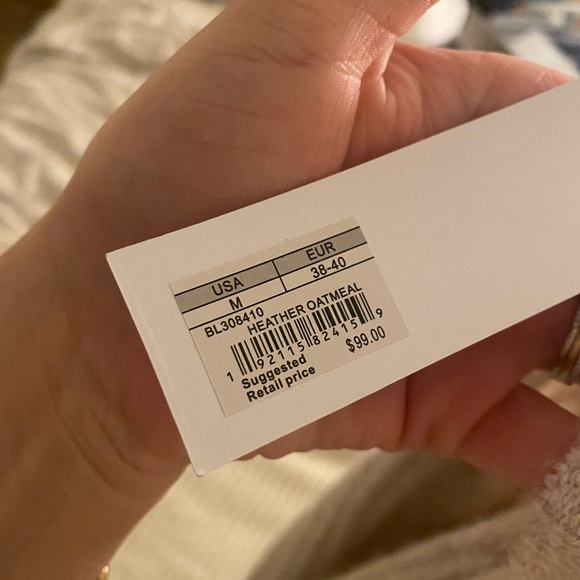 USA EUR
M 38-40
BL308410
HEATHER OATMEAL
1 92115 82415 9
Suggested $99.00
Retail price